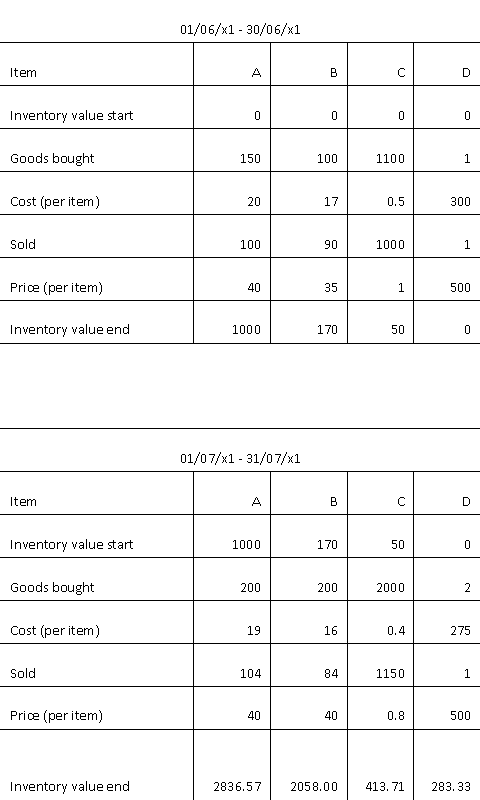 01/06/x1 - 30/06/x1
Item A B C D
Inventory value start 0 0 0 0
Goods bought 150 100 1100 1
Cost (per item) 20 17 0.5 300
Sold 100 90 1000 1
Price (per item) 40 35 1 500
Inventory value end 1000 170 50 0
01/07/x1 - 31/07/x1
Item A B C D
Inventory value start 1000 170 50 0
Goods bought 200 200 2000 2
Cost (per item) 19 16 0.4 275
Sold 104 84 1150 1
Price (per item) 40 40 0.8 500
Inventory value end 2836.57 2058.00 413.71 283.33